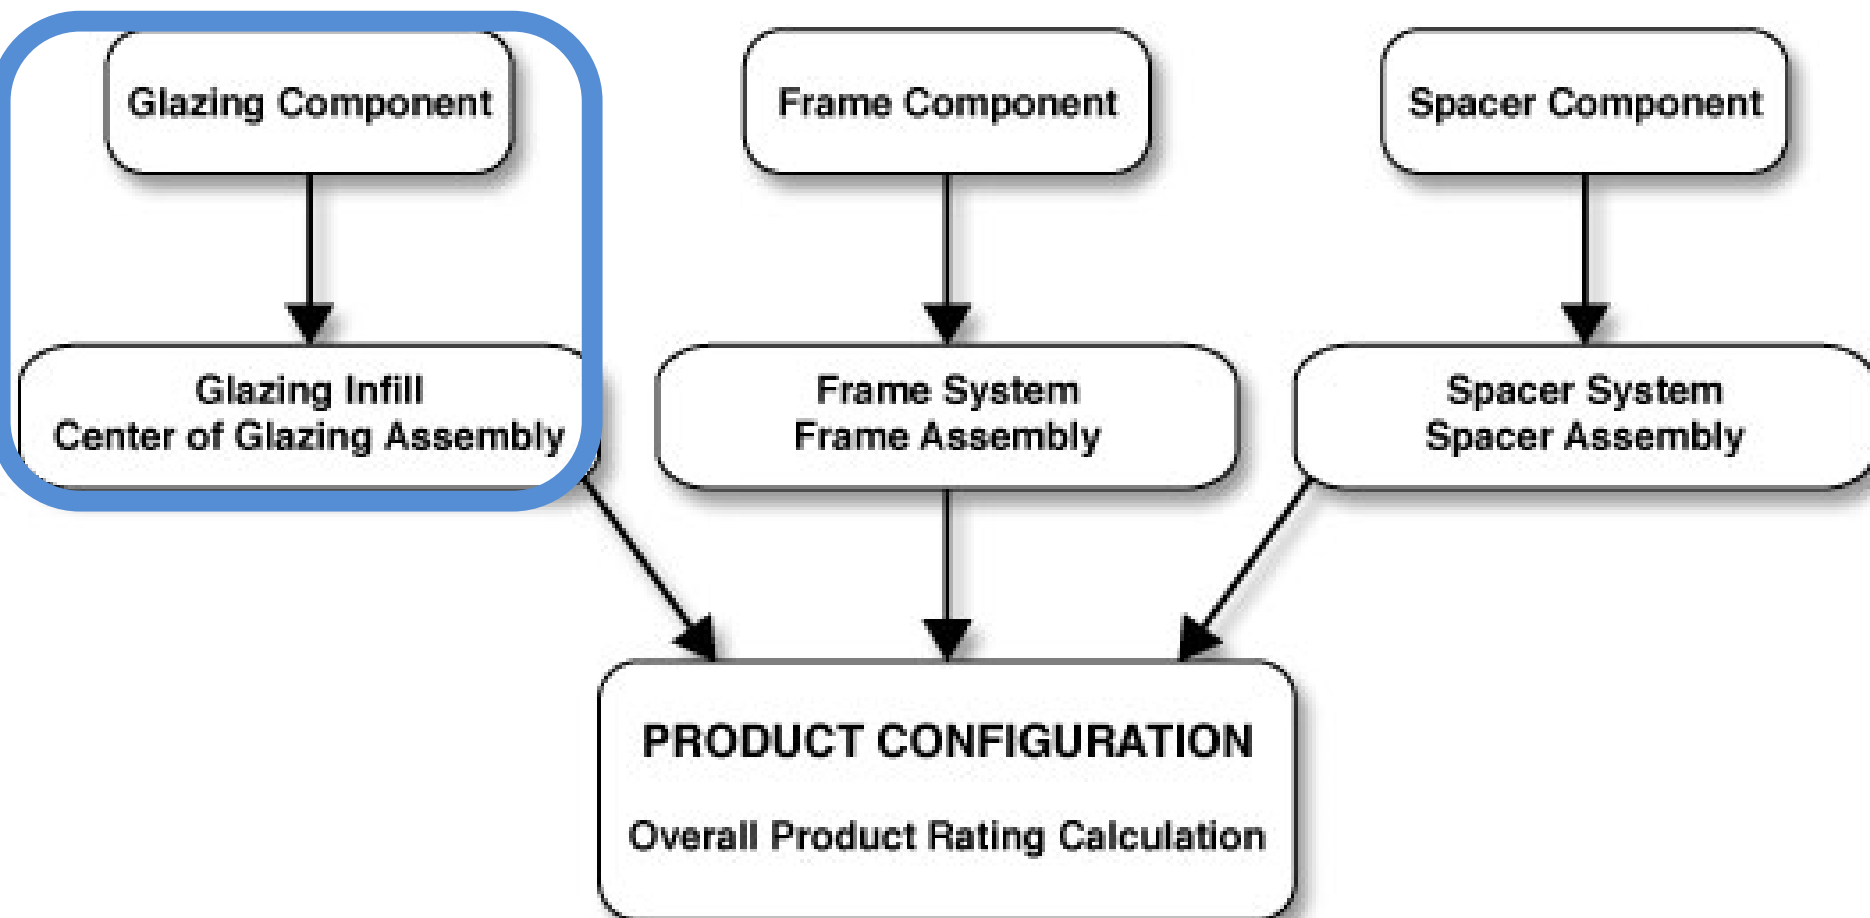 Glazing Component
Frame Component
Spacer Component
Glazing Infill
Center of Glazing Assembly
Frame System
Frame Assembly
Spacer System
Spacer Assembly
PRODUCT CONFIGURATION
Overall Product Rating Calculation